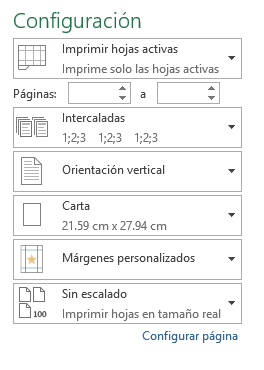 Configuración
Imprimir hojas activas
Imprime solo las hojas activas
Páginas: a
Intercaladas
1;2;3 1;2;3 1;2;3
Orientación vertical
Carta
21.59 cm x 27.94 cm
Márgenes personalizados
Sin escalado
100 Imprimir hojas en tamaño real
Configurar página